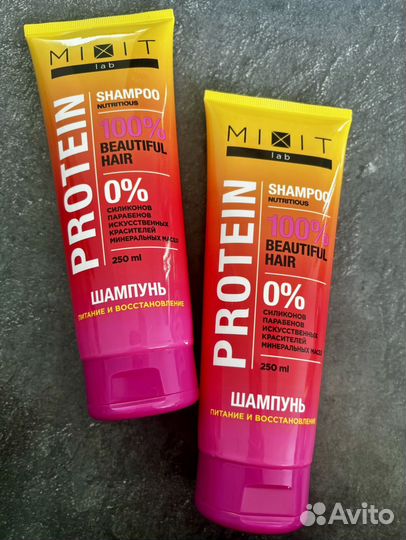 MIXIT
lab
PROTEIN
SHAMPOO
NUTRITIOUS
100%
BEAUTIFUL
HAIR
0%
СИЛИКОНОВ
ПАРАБЕНОВ
ИСКУССТВЕННЫХ
КРАСИТЕЛЕЙ
МИНЕРАЛЬНЫХ МАСЕЛ
250 ml
ШАМПУНЬ
ПИТАНИЕ И ВОССТАНОВЛЕНИЕ
MIXIT
lab
PROTEIN
SHAMPOO
NUTRITIOUS
100%
BEAUTIFUL
HAIR
0%
СИЛИКОНОВ
ПАРАБЕНОВ
ИСКУССТВЕННЫХ
КРАСИТЕЛЕЙ
МИНЕРАЛЬНЫХ МАСЕЛ
250 ml
ШАМПУНЬ
ПИТАНИЕ И ВОССТАНОВЛЕНИЕ
Avito